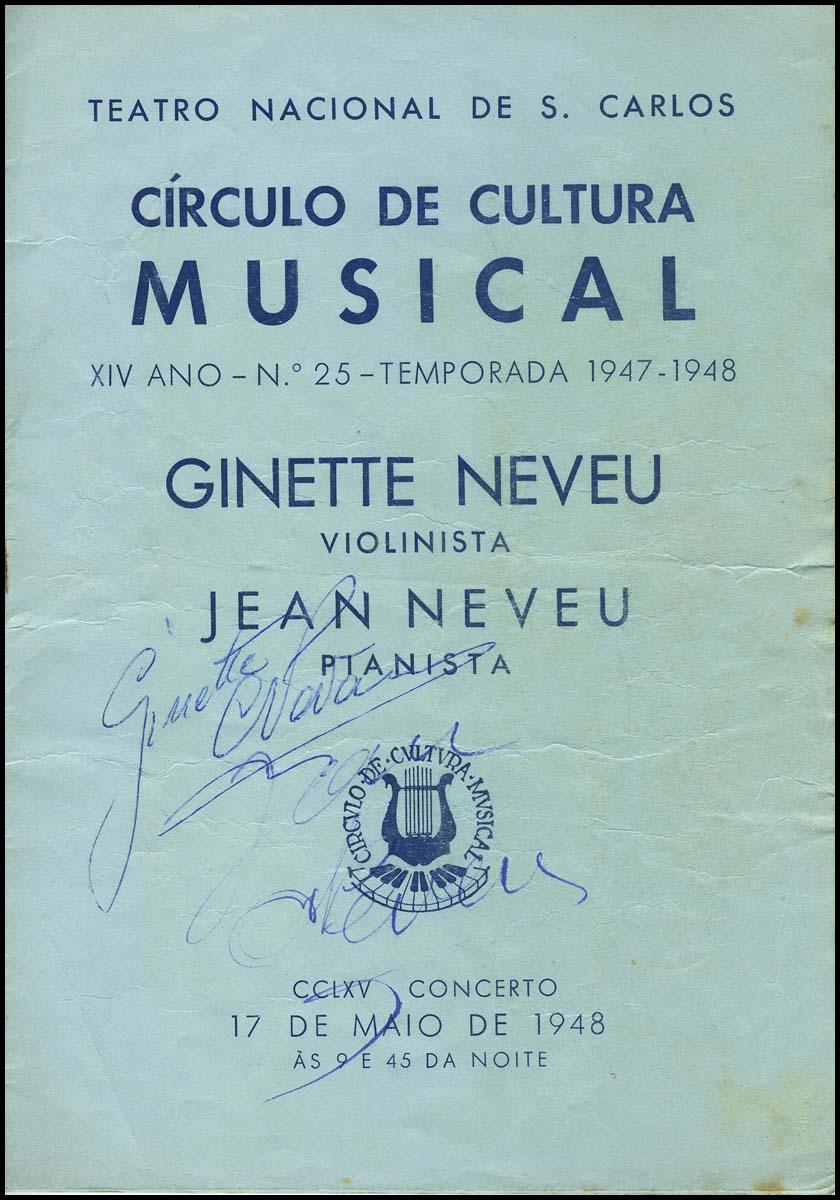 TEATRO NACIONAL DE S. CARLOS
CÍRCULO DE CULTURA
MUSICAL
XIV ANO – N.º 25 – TEMPORADA 1947-1948
GINETTE NEVEU
VIOLINISTA
JEAN NEVEU
PIANISTA
Ginette Neveu
Jean
Neveu
CIRCVLO·DE·CVLTVRA·MVSICAL
CCLXV CONCERTO
17 DE MAIO DE 1948
ÀS 9 E 45 DA NOITE